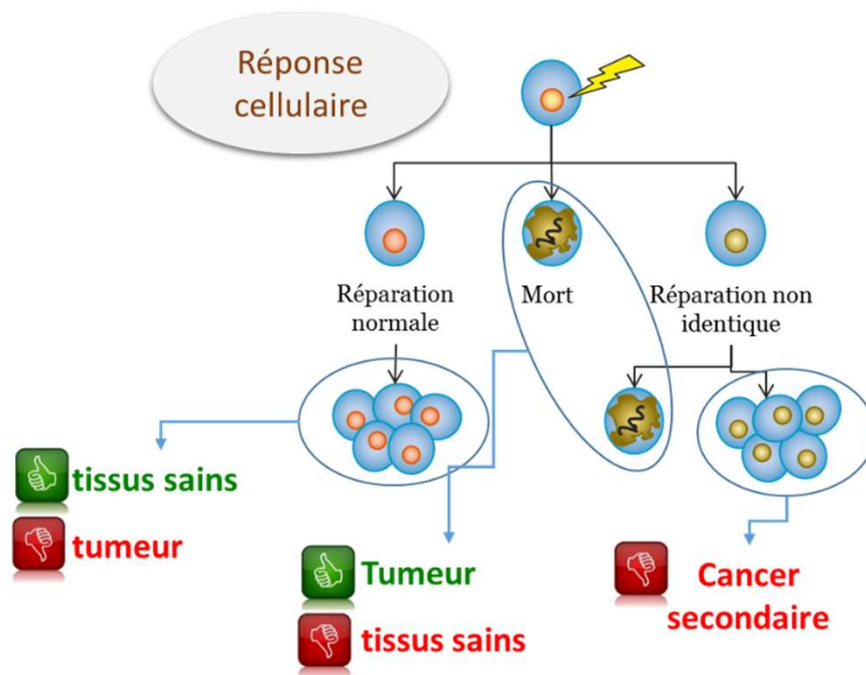 Réponse
cellulaire
Réparation
normale
Mort
Réparation non
identique
tissus sains
tumeur
Tumeur
tissus sains
Cancer
secondaire